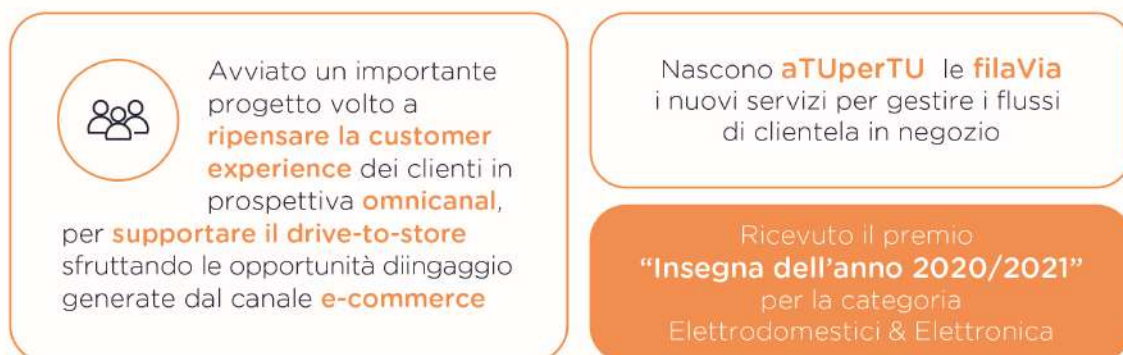 Avviato un importante
progetto volto a
ripensare la customer
experience dei clienti in
prospettiva omnicanal,
per supportare il drive-to-store
sfruttando le opportunità diingaggio
generate dal canale e-commerce
Nascono aTUperTU le filaVia
i nuovi servizi per gestire i flussi
di clientela in negozio
Ricevuto il premio
“Insegna dell’anno 2020/2021”
per la categoria
Elettrodomestici & Elettronica